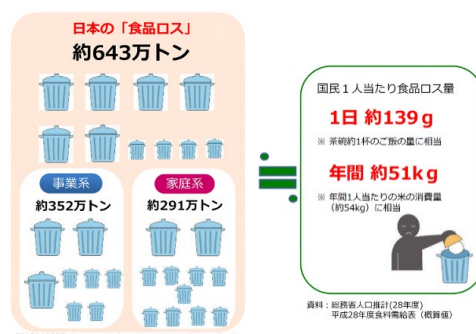 日本の「食品ロス」
約643万トン
事業系
約352万トン
家庭系
約291万トン
国民1人当たり食品ロス量
1日 約139g
※ 茶碗約1杯のご飯の量に相当
年間 約51kg
※ 年間1人当たりの米の消費量
(約54kg)に相当
資料:総務省人口推計(28年度)
平成28年度食料需給表(概算値)